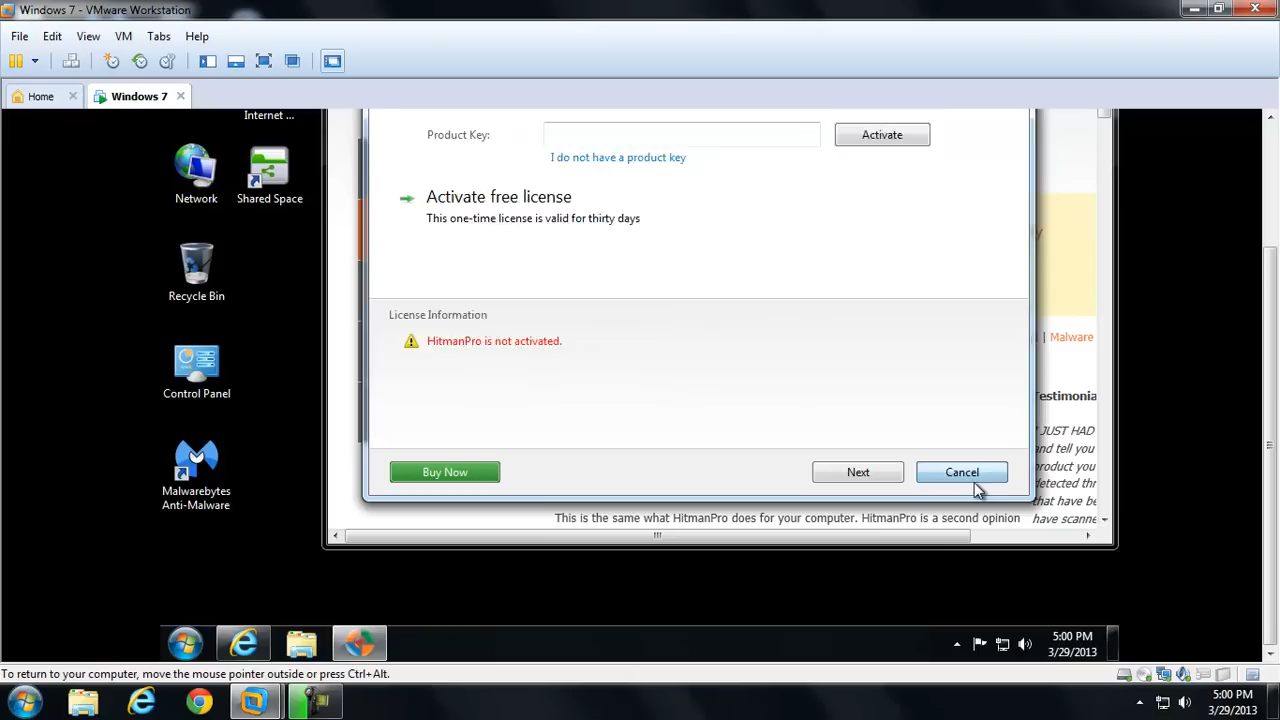 Windows 7 - VMware Workstation
File Edit View VM Tabs Help
Home Windows 7
Internet ...
Product Key: Activate
I do not have a product key
Network Shared Space
Activate free license
This one-time license is valid for thirty days
Recycle Bin
License Information
HitmanPro is not activated.
| Malware
Control Panel
Testimonia
I JUST HAD
and tell you
product you
Buy Now Next Cancel
detected thr
Malwarebytes
Anti-Malware
that have be
This is the same what HitmanPro does for your computer. HitmanPro is a second opinion
have scanne
5:00 PM
3/29/2013
To return to your computer, move the mouse pointer outside or press Ctrl+Alt.
5:00 PM
3/29/2013